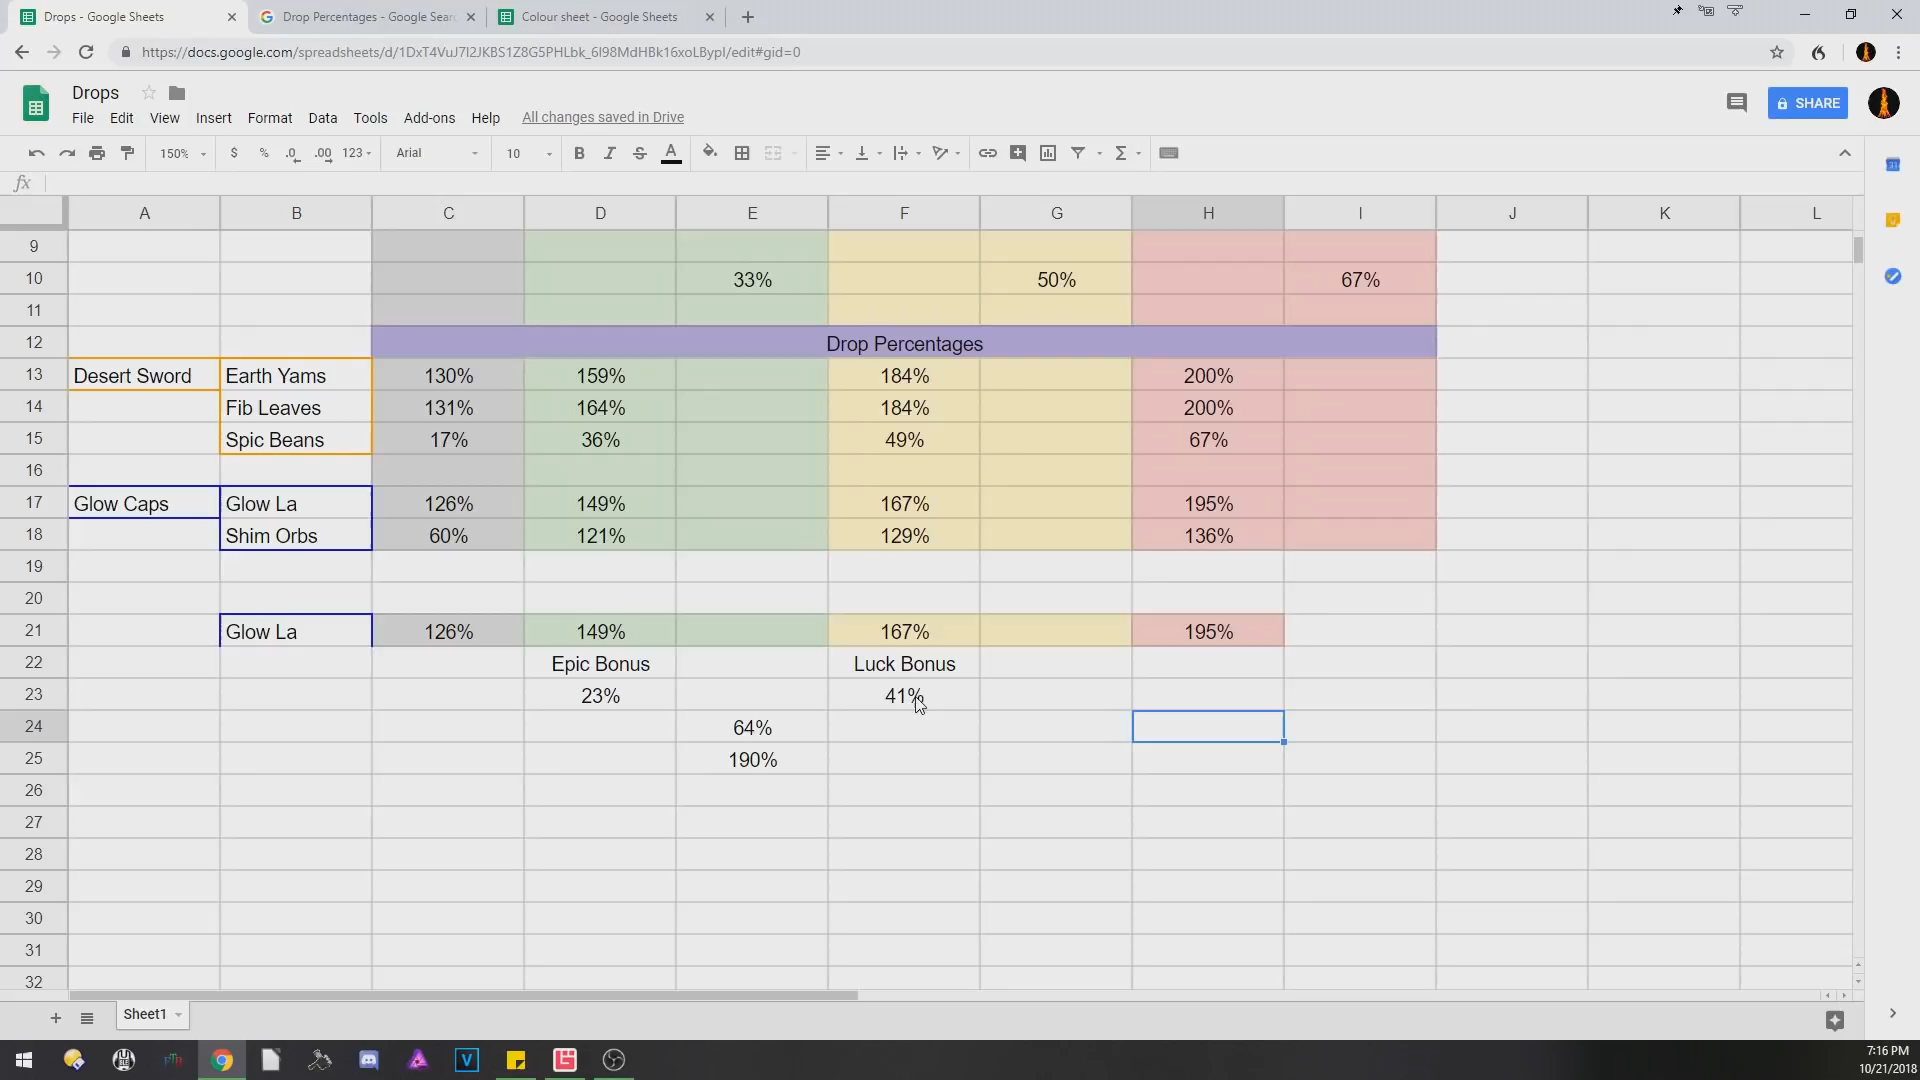 Drops - Google Sheets
Drop Percentages - Google Sear
Colour sheet - Google Sheets
https://docs.google.com/spreadsheets/d/1DxT4VuJ7I2JKBS1Z8G5PHLbk_6I98MdHBk16xoLBypI/edit#gid=0
Drops
SHARE
File Edit View Insert Format Data Tools Add-ons Help All changes saved in Drive
150% $ % .0 .00 123 Arial 10 B I S A
fx
A B C D E F G H I J K L
9
10 33% 50% 67%
11
12 Drop Percentages
13 Desert Sword Earth Yams 130% 159% 184% 200%
14 Fib Leaves 131% 164% 184% 200%
15 Spic Beans 17% 36% 49% 67%
16
17 Glow Caps Glow La 126% 149% 167% 195%
18 Shim Orbs 60% 121% 129% 136%
19
20
21 Glow La 126% 149% 167% 195%
22 Epic Bonus Luck Bonus
23 23% 41%
24 64%
25 190%
26
27
28
29
30
31
32
Sheet1
7:16 PM
10/21/2018